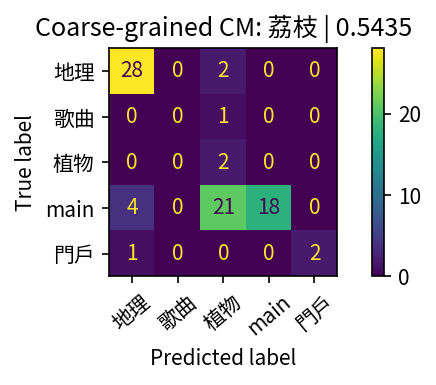 Coarse-grained CM: 荔枝 | 0.5435
地理 28 0 2 0 0
歌曲 0 0 1 0 0
植物 0 0 2 0 0
main 4 0 21 18 0
門戶 1 0 0 0 2
地理 歌曲 植物 main 門戶
True label
Predicted label
20
10
0